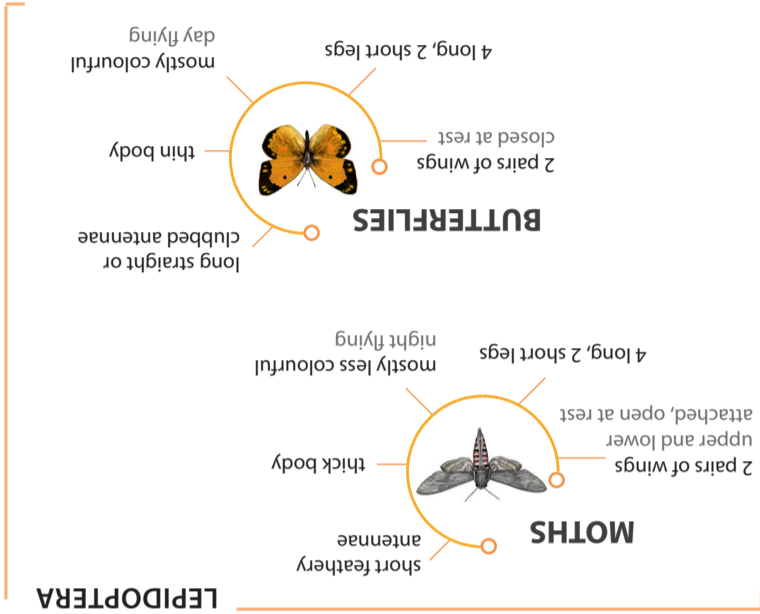 LEPIDOPTERA
MOTHS
short feathery
antennae
thick body
mostly less colourful
night flying
4 long, 2 short legs
2 pairs of wings
upper and lower
attached, open at rest
BUTTERFLIES
long straight or
clubbed antennae
thin body
mostly colourful
day flying
4 long, 2 short legs
2 pairs of wings
closed at rest